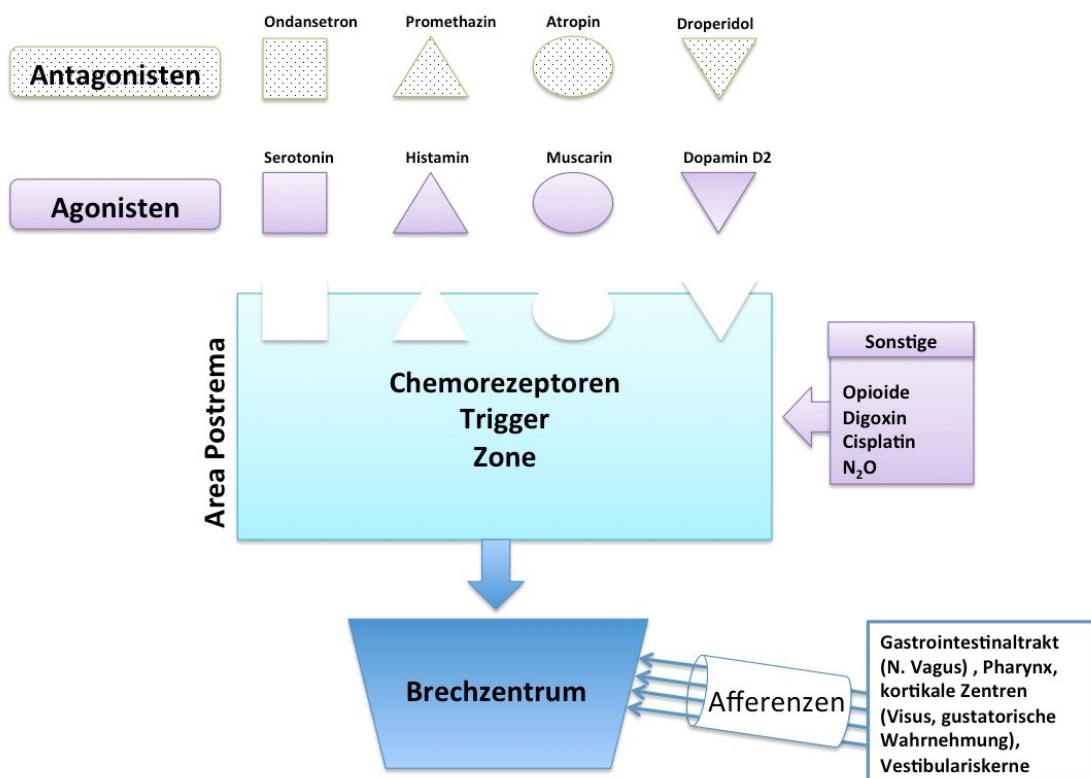 Ondansetron
Promethazin
Atropin
Droperidol
Antagonisten
Serotonin
Histamin
Muscarin
Dopamin D2
Agonisten
Area Postrema
Chemorezeptoren
Trigger
Zone
Sonstige
Opioide
Digoxin
Cisplatin
N₂O
Brechzentrum
Afferenzen
Gastrointestinaltrakt
(N. Vagus) , Pharynx,
kortikale Zentren
(Visus, gustatorische
Wahrnehmung),
Vestibulariskerne